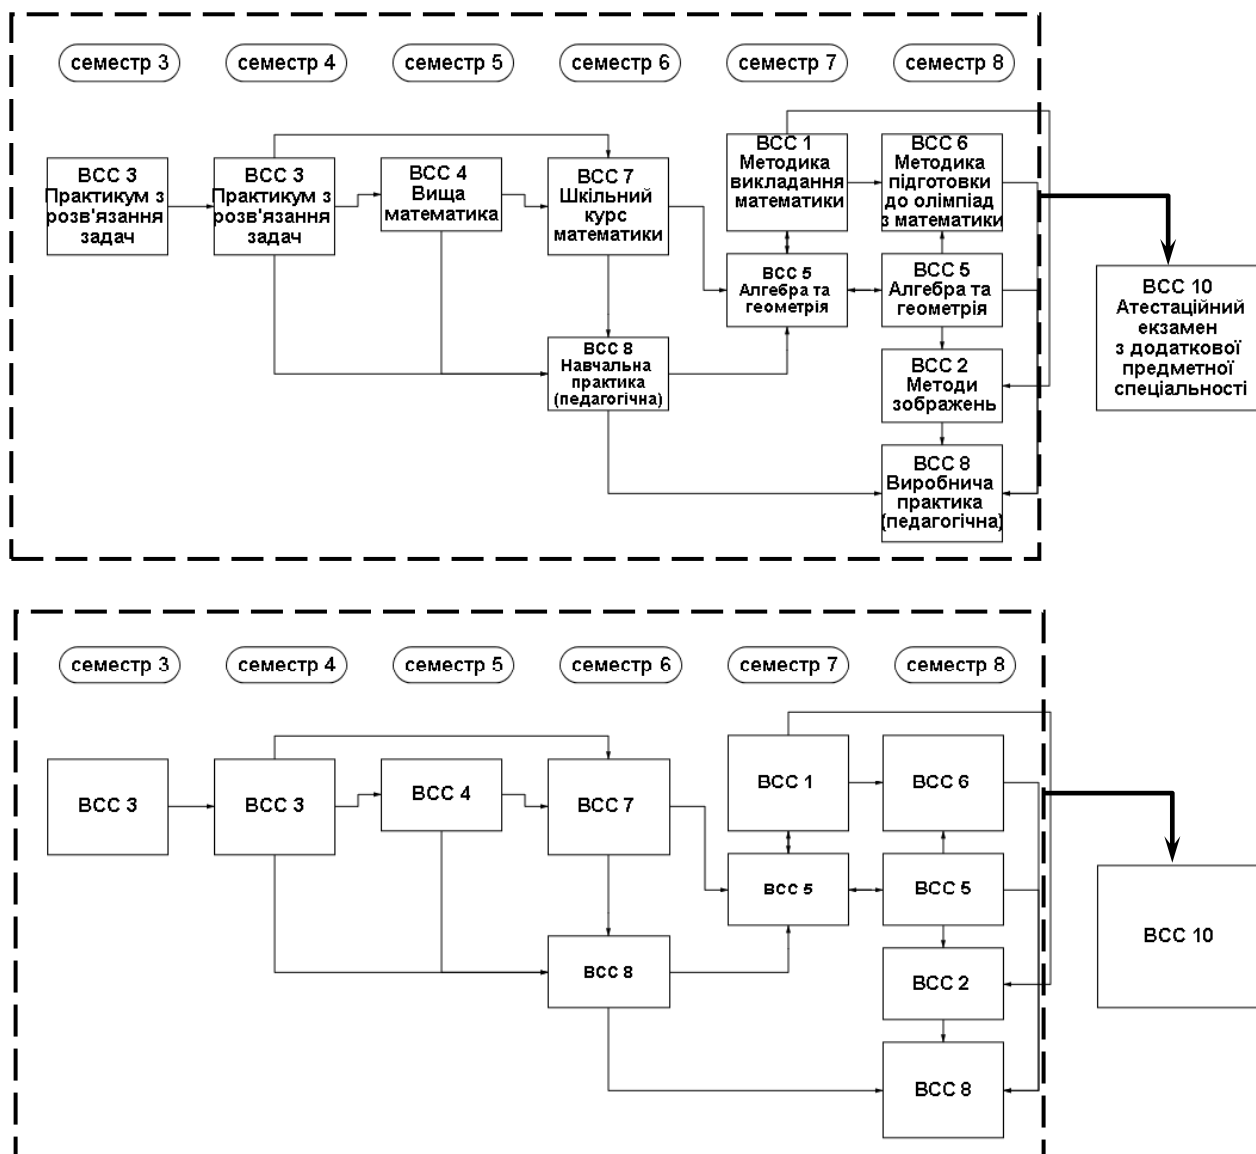 семестр 3
семестр 4
семестр 5
семестр 6
семестр 7
семестр 8
ВСС 3
Практикум з
розв'язання
задач
ВСС 3
Практикум з
розв'язання
задач
ВСС 4
Вища
математика
ВСС 7
Шкільний
курс
математики
ВСС 8
Навчальна
практика
(педагогічна)
ВСС 1
Методика
викладання
математики
ВСС 5
Алгебра та
геометрія
ВСС 6
Методика
підготовки
до олімпіад
з математики
ВСС 5
Алгебра та
геометрія
ВСС 2
Методи
зображень
ВСС 8
Виробнича
практика
(педагогічна)
ВСС 10
Атестаційний
екзамен
з додаткової
предметної
спеціальності
семестр 3
семестр 4
семестр 5
семестр 6
семестр 7
семестр 8
ВСС 3
ВСС 3
ВСС 4
ВСС 7
ВСС 8
ВСС 1
ВСС 5
ВСС 6
ВСС 5
ВСС 2
ВСС 8
ВСС 10